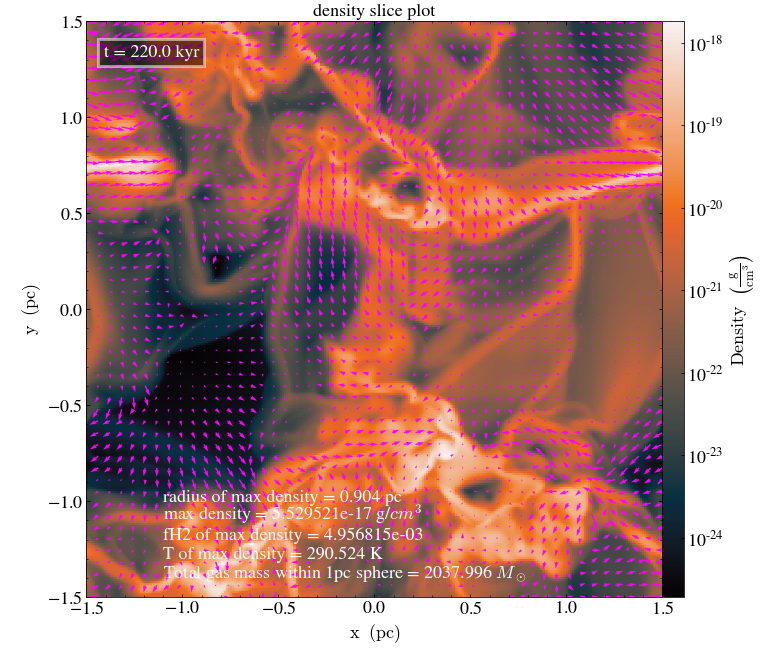 density slice plot
t = 220.0 kyr
1.5
1.0
0.5
0.0
−0.5
−1.0
−1.5
y (pc)
radius of max density = 0.904 pc
max density = 5.529521e-17 g/cm³
fH2 of max density = 4.956815e-03
T of max density = 290.524 K
Total gas mass within 1pc sphere = 2037.996 M☉
−1.5 −1.0 −0.5 0.0 0.5 1.0 1.5
x (pc)
10⁻¹⁸
10⁻¹⁹
10⁻²⁰
10⁻²¹
10⁻²²
10⁻²³
10⁻²⁴
Density (g/cm³)